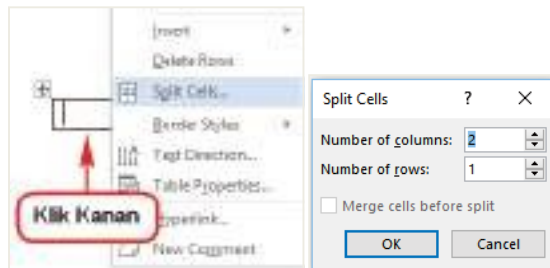 Insert
Delete Rows
Split Cells...
Border Styles
Text Direction...
Table Properties...
Klik Kanan
Hyperlink...
New Comment
Split Cells ? X
Number of columns: 2
Number of rows: 1
Merge cells before split
OK Cancel